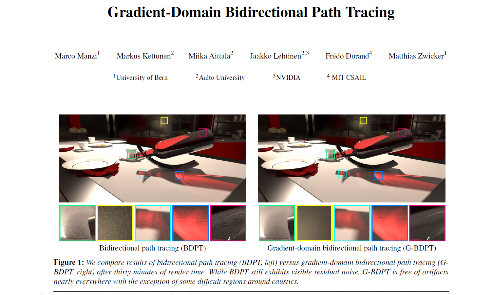 Gradient-Domain Bidirectional Path Tracing
Marco Manzi1 Markus Kettunen2 Miika Aittala2 Jaakko Lehtinen2,3 Frédo Durand4 Matthias Zwicker1
1University of Bern 2Aalto University 3NVIDIA 4 MIT CSAIL
Bidirectional path tracing (BDPT) Gradient-domain bidirectional path tracing (G-BDPT)
Figure 1: We compare results of bidirectional path tracing (BDPT, left) versus gradient-domain bidirectional path tracing (G-
BDPT, right) after thirty minutes of render time. While BDPT still exhibits visible residual noise, G-BDPT is free of artifacts
nearly everywhere with the exception of some difficult regions around caustics.